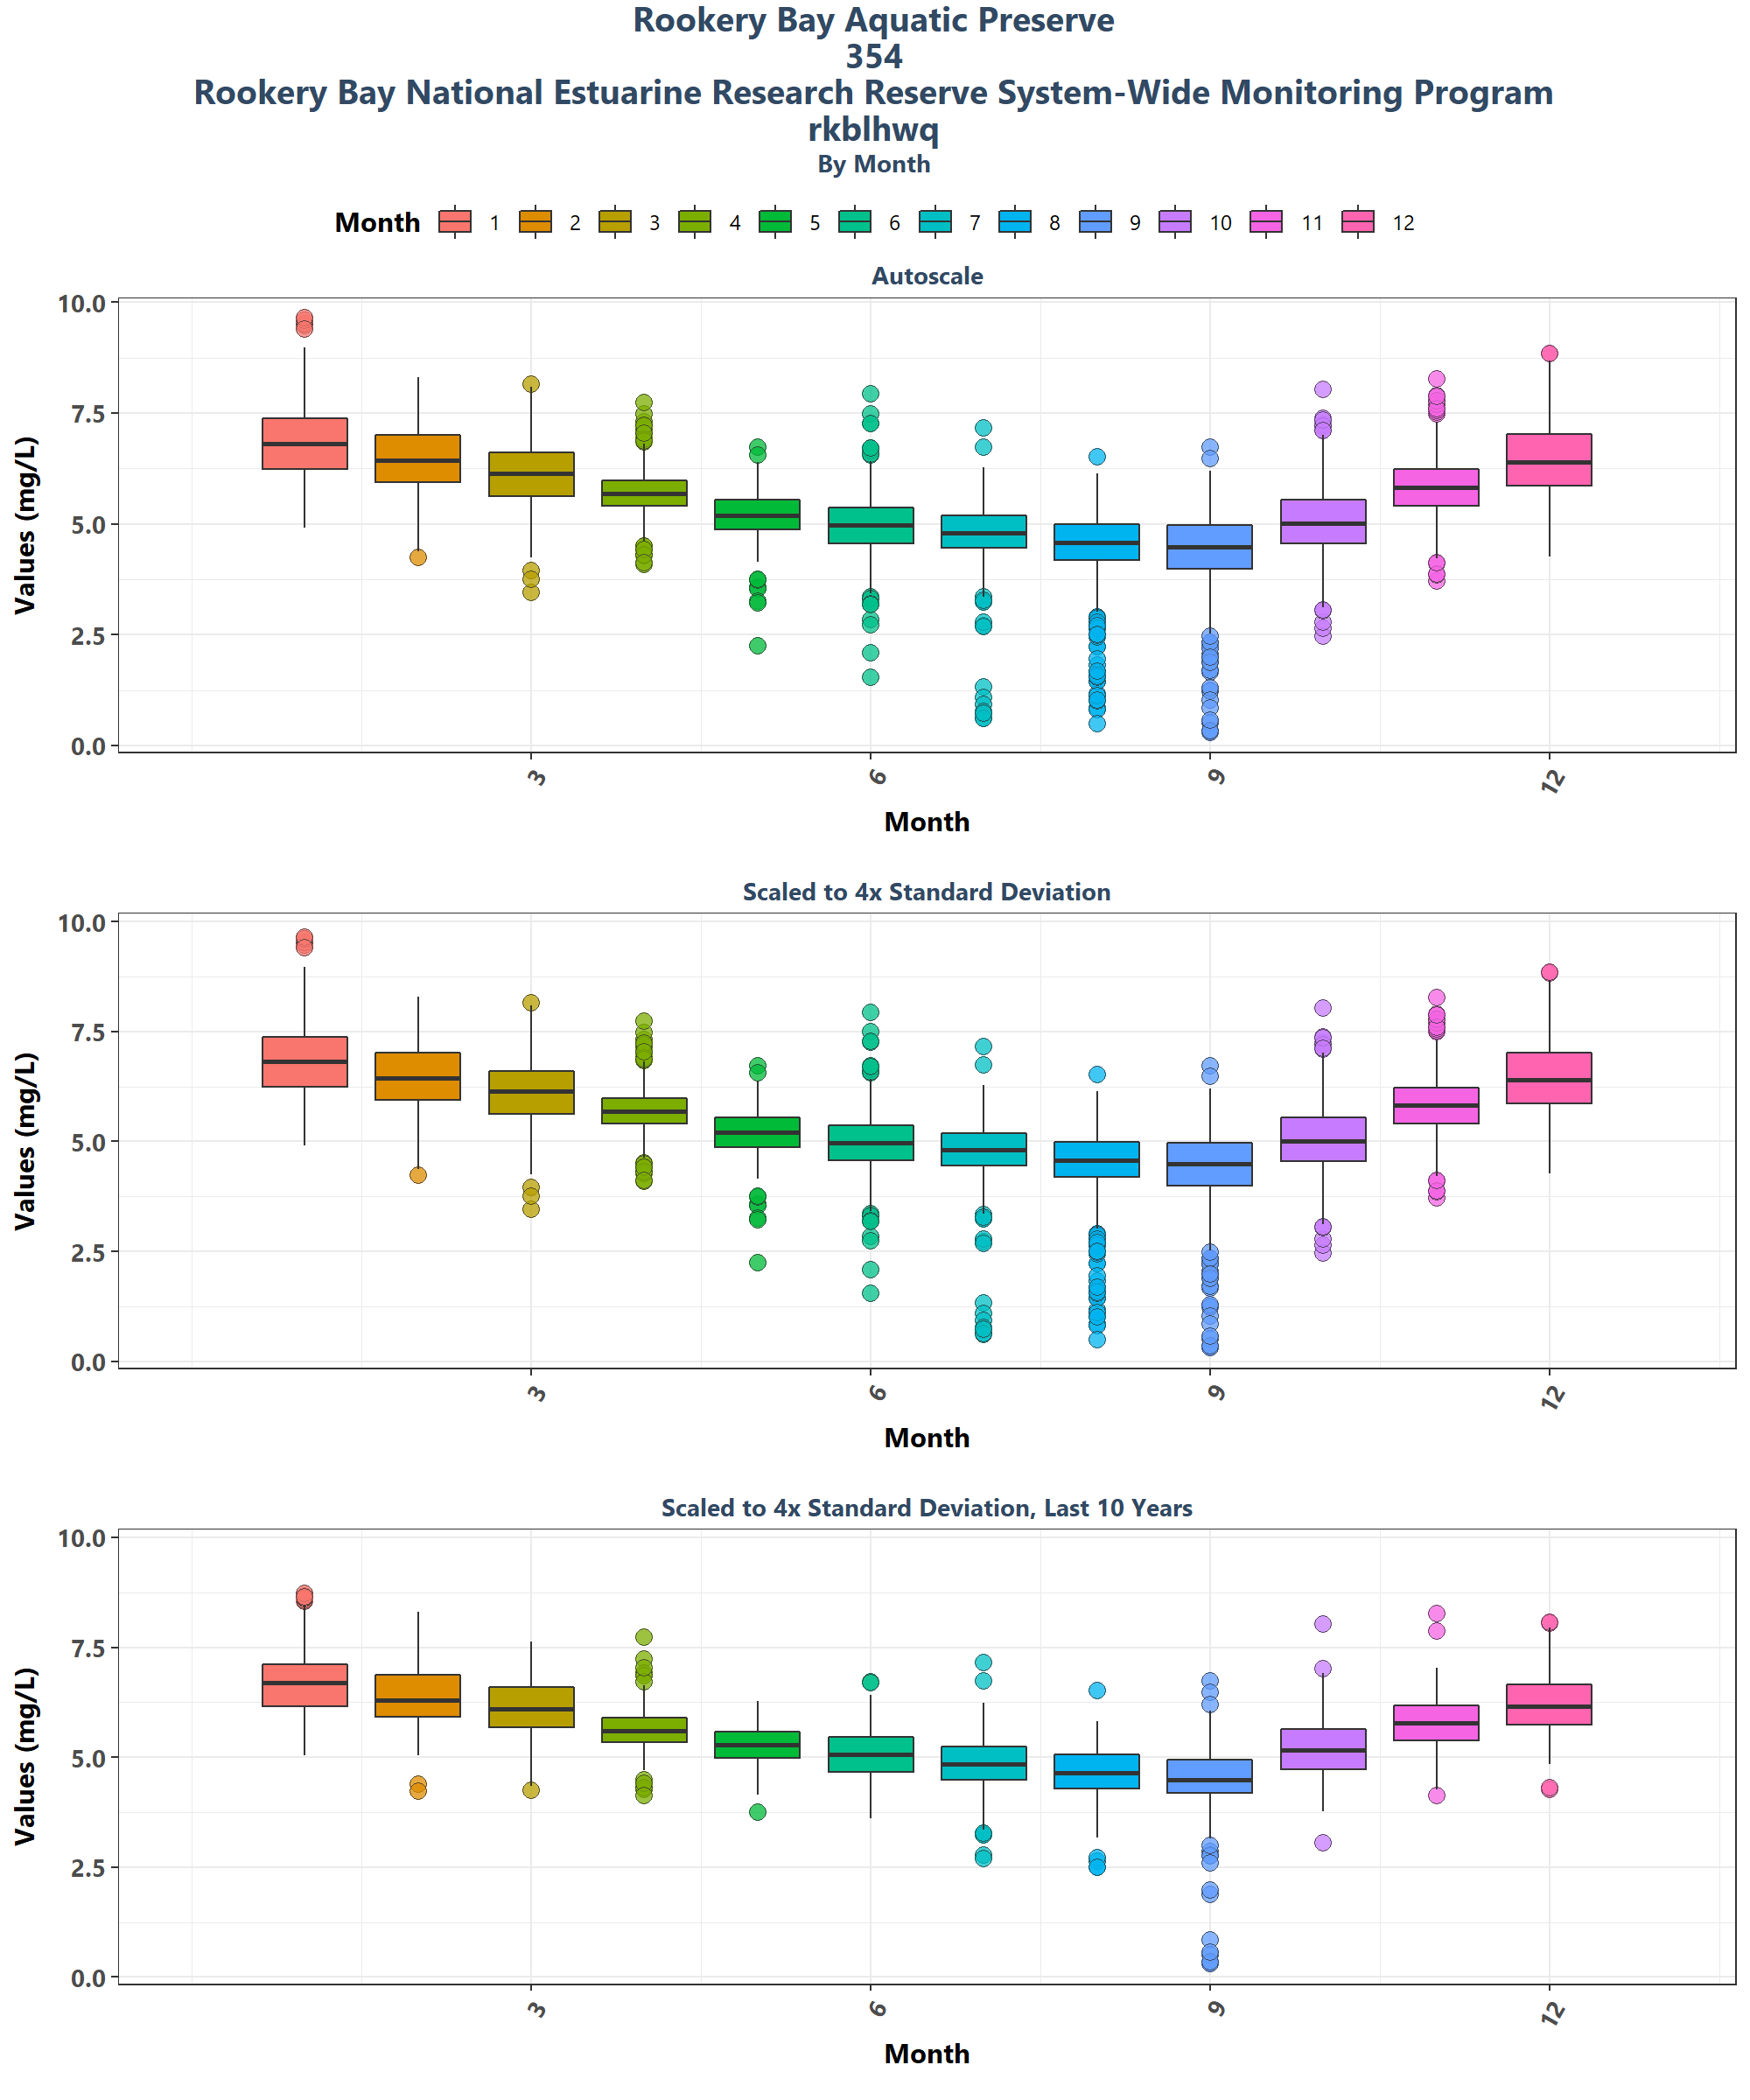 Rookery Bay Aquatic Preserve
354
Rookery Bay National Estuarine Research Reserve System-Wide Monitoring Program
rkblhwq
By Month
Month 1 2 3 4 5 6 7 8 9 10 11 12
Autoscale
Values (mg/L)
10.0
7.5
5.0
2.5
0.0
3 6 9 12
Month
Scaled to 4x Standard Deviation
Values (mg/L)
10.0
7.5
5.0
2.5
0.0
3 6 9 12
Month
Scaled to 4x Standard Deviation, Last 10 Years
Values (mg/L)
10.0
7.5
5.0
2.5
0.0
3 6 9 12
Month